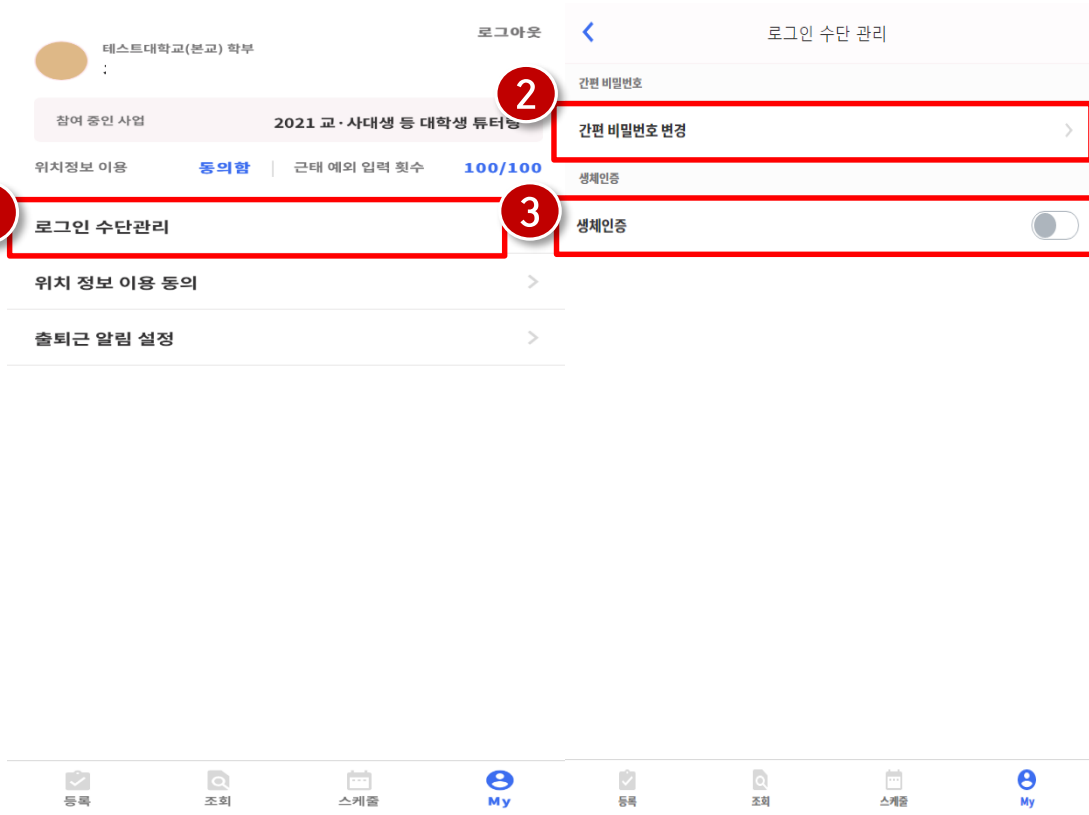 로그아웃
테스트대학교(본교) 학부
:
참여 중인 사업 2021 교·사대생 등 대학생 튜터링
위치정보 이용 동의함 근태 예외 입력 횟수 100/100
로그인 수단관리
위치 정보 이용 동의
출퇴근 알림 설정
등록 조회 스케줄 My
로그인 수단 관리
간편 비밀번호
2
간편 비밀번호 변경
생체인증
3
생체인증
등록 조회 스케줄 My